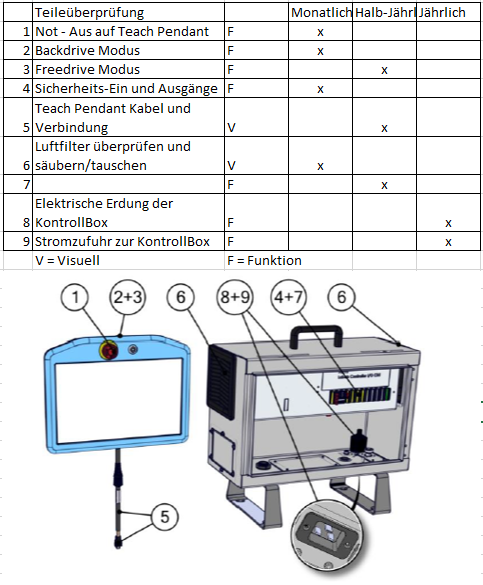 Teileüberprüfung Monatlich Halb-Jährl Jährlich
1 Not - Aus auf Teach Pendant F x
2 Backdrive Modus F x
3 Freedrive Modus F x
4 Sicherheits-Ein und Ausgänge F x
Teach Pendant Kabel und
5 Verbindung V x
Luftfilter überprüfen und
6 säubern/tauschen V x
7 F x
Elektrische Erdung der
8 KontrollBox F x
9 Stromzufuhr zur KontrollBox F x
V = Visuell F = Funktion
1 2+3 6 8+9 4+7 6
5